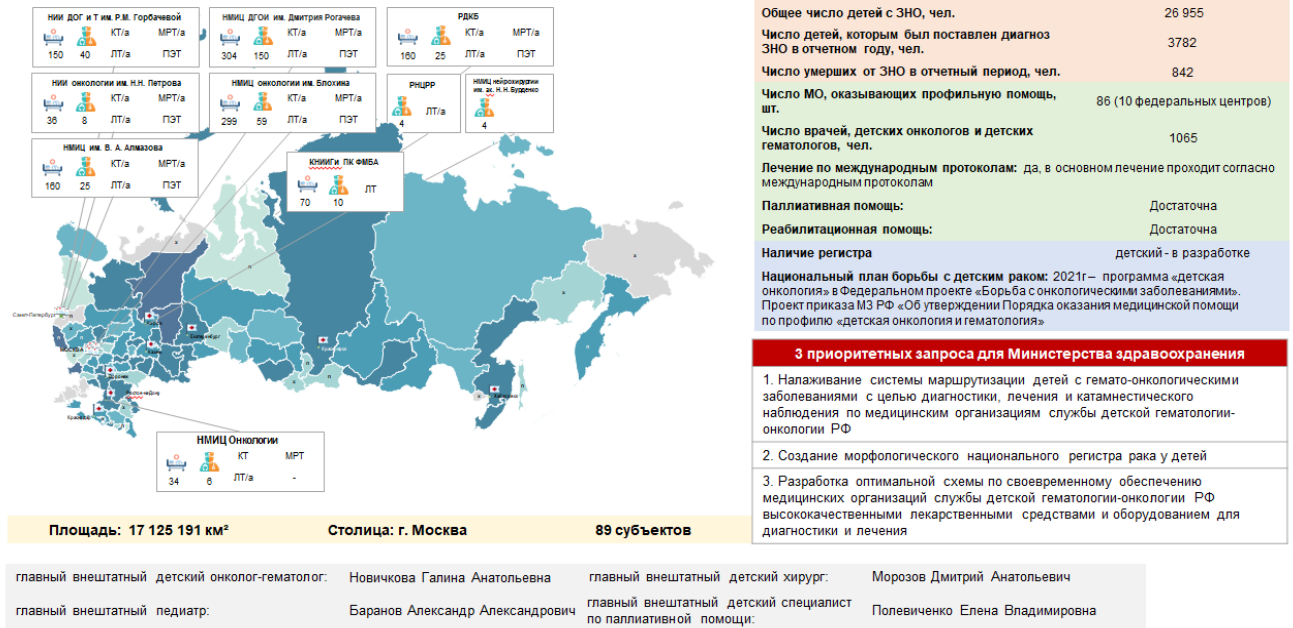 НИИ ДОГ и Т им. Р.М. Горбачевой
КТ/а МРТ/а
150 40 ЛТ/а ПЭТ
НМИЦ ДГОИ им. Дмитрия Рогачева
КТ/а МРТ/а
304 150 ЛТ/а ПЭТ
РДКБ
КТ/а МРТ/а
160 25 ЛТ/а ПЭТ
НИИ онкологии им. Н.Н. Петрова
КТ/а МРТ/а
36 8 ЛТ/а ПЭТ
НМИЦ онкологии им. Блохина
КТ/а МРТ/а
299 59 ЛТ/а ПЭТ
РНЦРР
ЛТ/а
4
НМИЦ нейрохирургии
им. ак. Н.Н. Бурденко
4
НМИЦ им. В. А. Алмазова
КТ/а МРТ/а
160 25 ЛТ/а ПЭТ
КНИИГи ПК ФМБА
ЛТ
70 10
Санкт-Петербург
МОСКВА
Киров
Екатеринбург
Красноярск
Ростов-на-Дону
Краснодар
Хабаровск
НМИЦ Онкологии
КТ МРТ
34 6 ЛТ/а -
Площадь: 17 125 191 км² Столица: г. Москва 89 субъектов
Общее число детей с ЗНО, чел. 26 955
Число детей, которым был поставлен диагноз
ЗНО в отчетном году, чел. 3782
Число умерших от ЗНО в отчетный период, чел. 842
Число МО, оказывающих профильную помощь,
шт. 86 (10 федеральных центров)
Число врачей, детских онкологов и детских
гематологов, чел. 1065
Лечение по международным протоколам: да, в основном лечение проходит согласно
международным протоколам
Паллиативная помощь: Достаточна
Реабилитационная помощь: Достаточна
Наличие регистра детский - в разработке
Национальный план борьбы с детским раком: 2021г – программа «детская
онкология» в Федеральном проекте «Борьба с онкологическими заболеваниями».
Проект приказа МЗ РФ «Об утверждении Порядка оказания медицинской помощи
по профилю «детская онкология и гематология»
3 приоритетных запроса для Министерства здравоохранения
1. Налаживание системы маршрутизации детей с гемато-онкологическими
заболеваниями с целью диагностики, лечения и катамнестического
наблюдения по медицинским организациям службы детской гематологии-
онкологии РФ
2. Создание морфологического национального регистра рака у детей
3. Разработка оптимальной схемы по своевременному обеспечению
медицинских организаций службы детской гематологии-онкологии РФ
высококачественными лекарственными средствами и оборудованием для
диагностики и лечения
главный внештатный детский онколог-гематолог: Новичкова Галина Анатольевна
главный внештатный детский хирург: Морозов Дмитрий Анатольевич
главный внештатный педиатр: Баранов Александр Александрович
главный внештатный детский специалист
по паллиативной помощи: Полевиченко Елена Владимировна